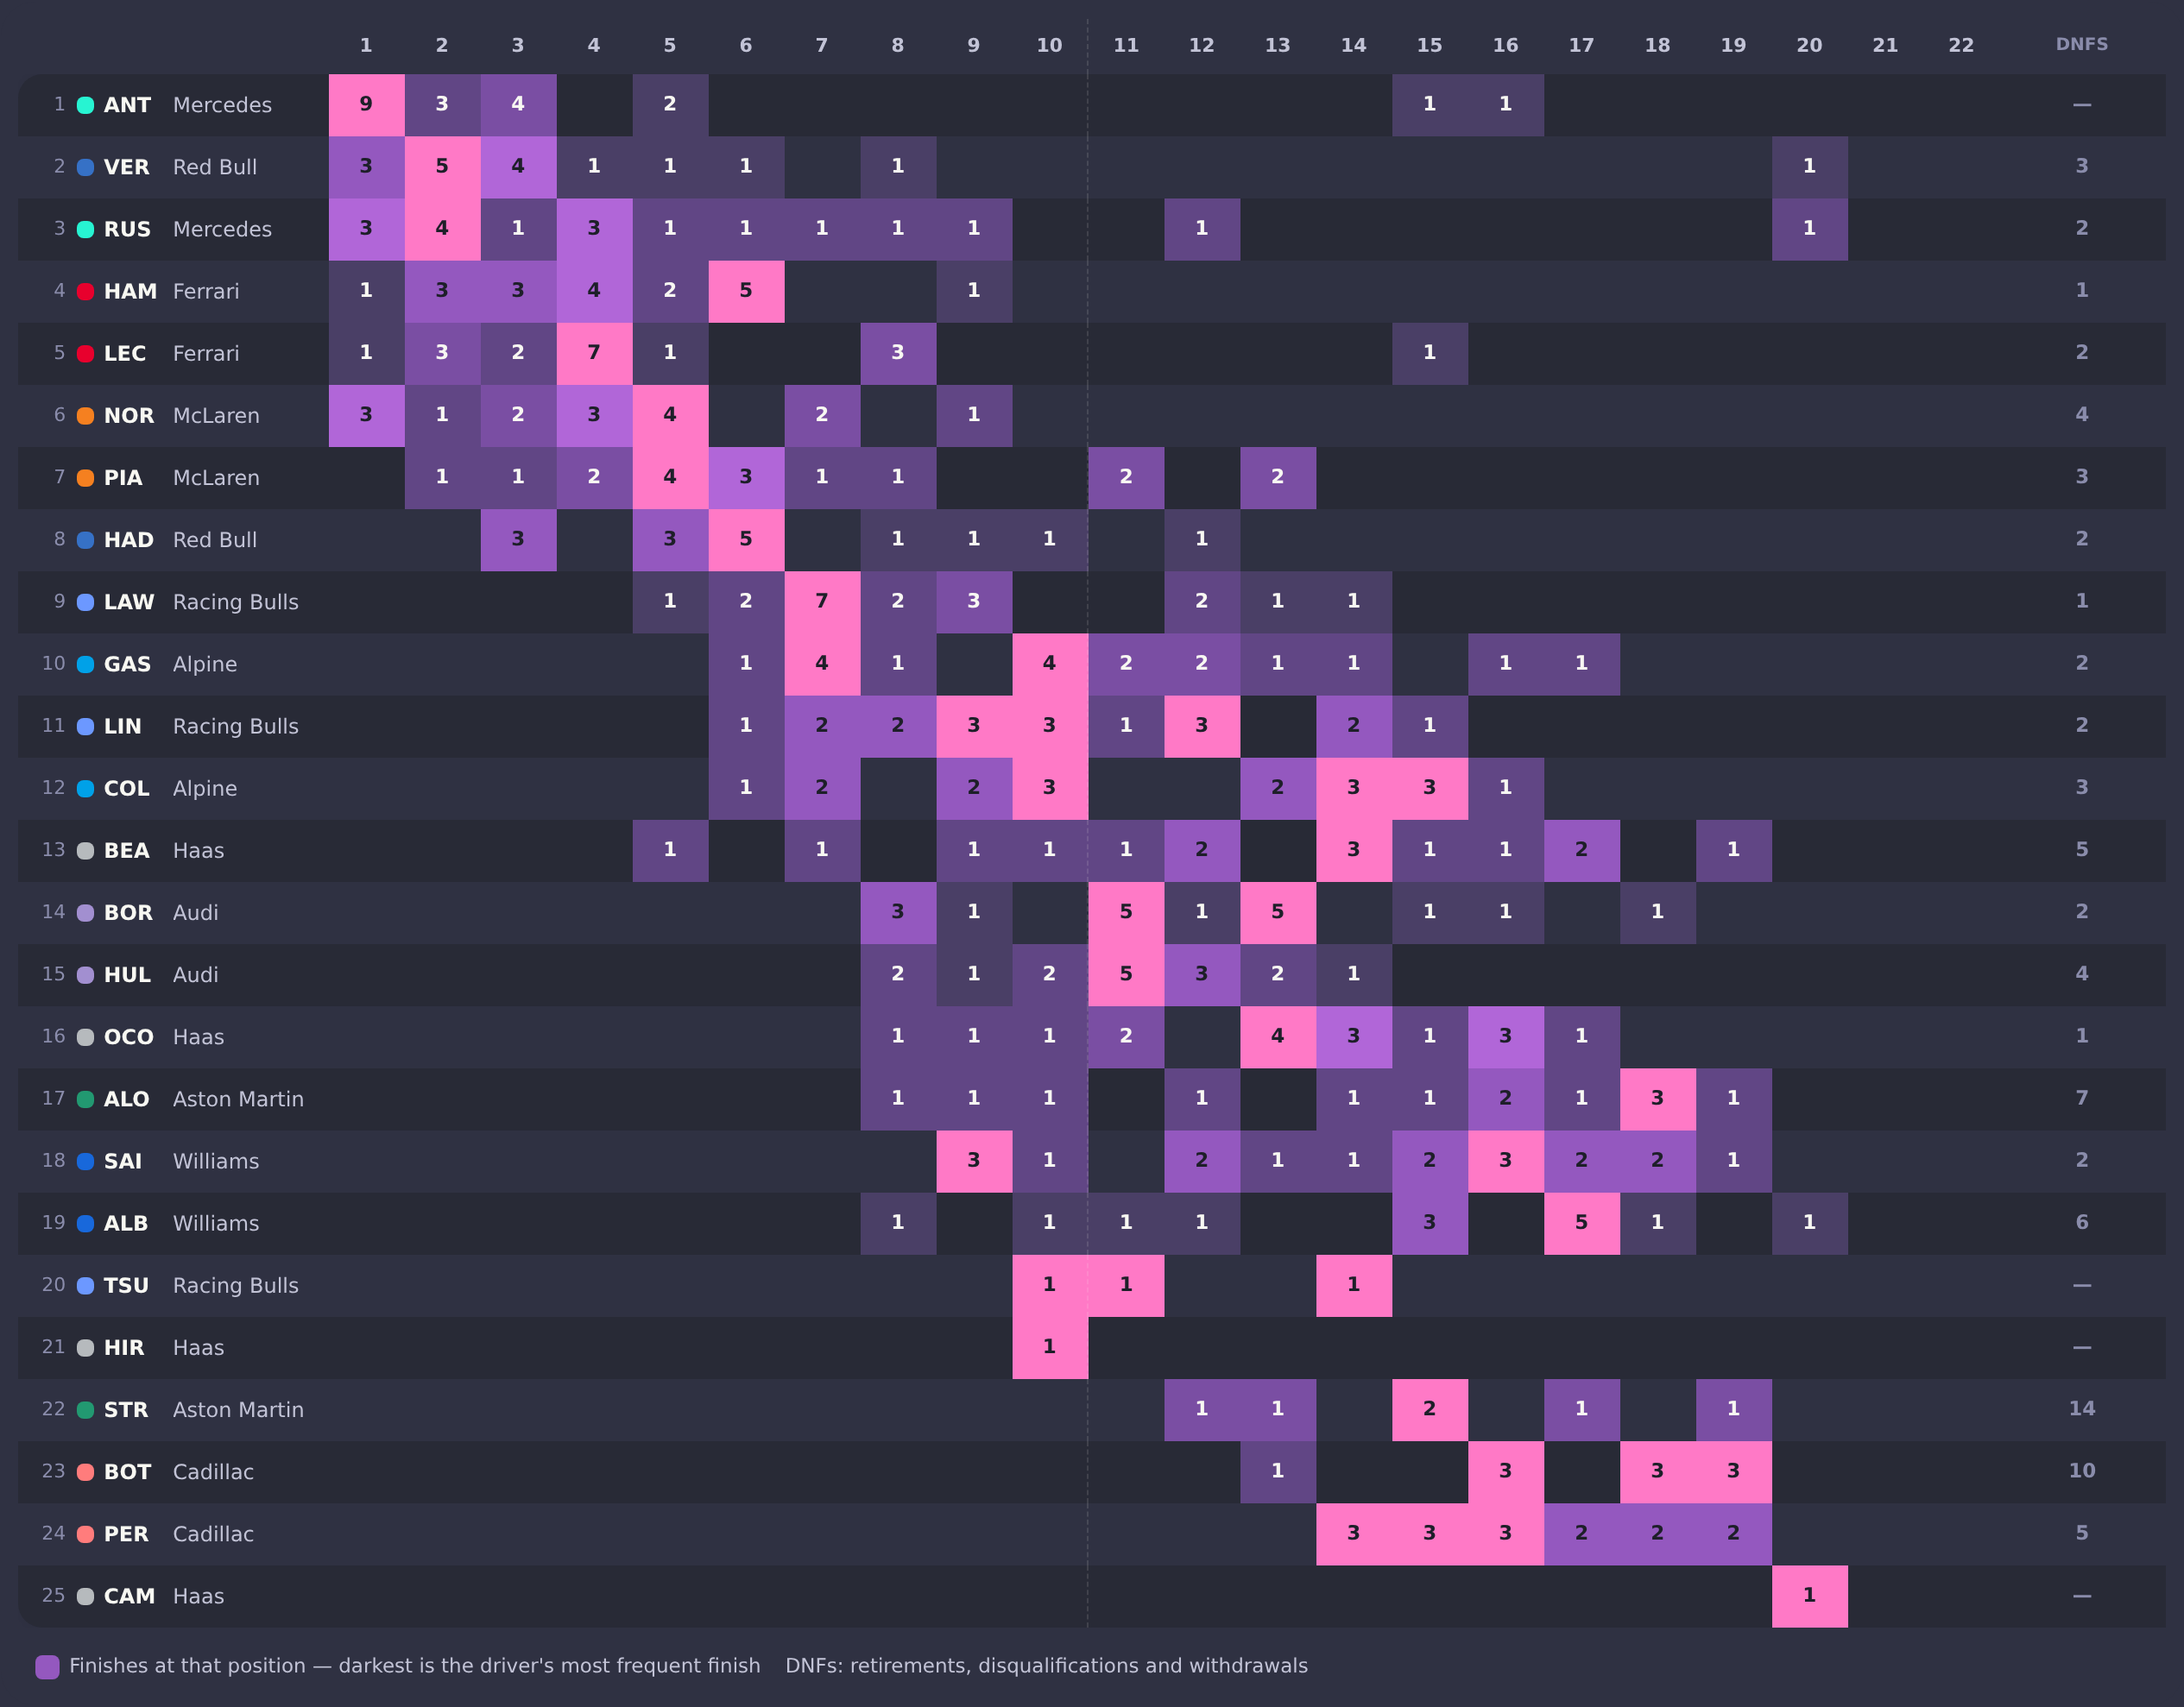 1 2 3 4 5 6 7 8 9 10 11 12 13 14 15 16 17 18 19 20 21 22 DNFS
1 ANT Mercedes 9 3 4 2 1 1 —
2 VER Red Bull 3 5 4 1 1 1 1 1 3
3 RUS Mercedes 3 4 1 3 1 1 1 1 1 1 1 2
4 HAM Ferrari 1 3 3 4 2 5 1 1
5 LEC Ferrari 1 3 2 7 1 3 1 2
6 NOR McLaren 3 1 2 3 4 2 1 4
7 PIA McLaren 1 1 2 4 3 1 1 2 2 3
8 HAD Red Bull 3 3 5 1 1 1 1 2
9 LAW Racing Bulls 1 2 7 2 3 2 1 1 1
10 GAS Alpine 1 4 1 4 2 2 1 1 1 1 2
11 LIN Racing Bulls 1 2 2 3 3 1 3 2 1 2
12 COL Alpine 1 2 2 3 2 3 3 1 3
13 BEA Haas 1 1 1 1 1 2 3 1 1 2 1 5
14 BOR Audi 3 1 5 1 5 1 1 1 2
15 HUL Audi 2 1 2 5 3 2 1 4
16 OCO Haas 1 1 1 2 4 3 1 3 1 1
17 ALO Aston Martin 1 1 1 1 1 1 2 1 3 1 7
18 SAI Williams 3 1 2 1 1 2 3 2 2 1 2
19 ALB Williams 1 1 1 1 3 5 1 1 6
20 TSU Racing Bulls 1 1 1 —
21 HIR Haas 1 —
22 STR Aston Martin 1 1 2 1 1 14
23 BOT Cadillac 1 3 3 3 10
24 PER Cadillac 3 3 3 2 2 2 5
25 CAM Haas 1 —
Finishes at that position — darkest is the driver's most frequent finish DNFs: retirements, disqualifications and withdrawals